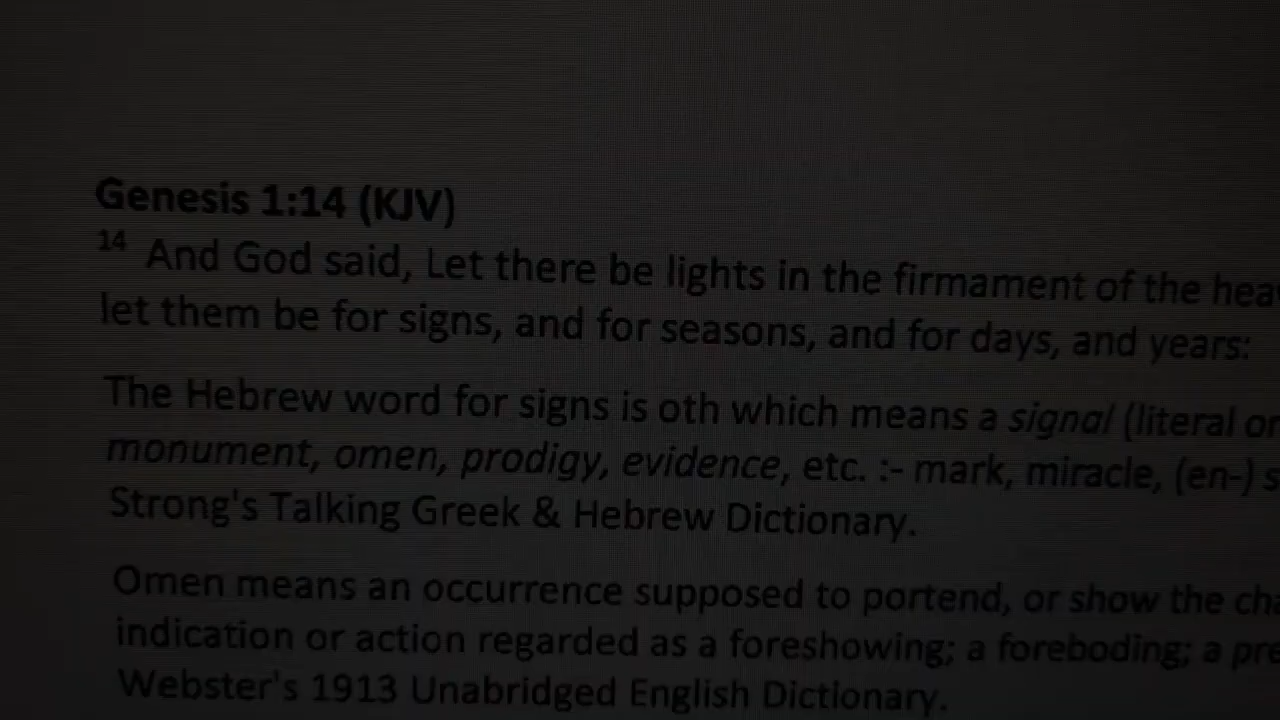 Genesis 1:14 (KJV)
14 And God said, Let there be lights in the firmament of the hea
let them be for signs, and for seasons, and for days, and years:
The Hebrew word for signs is oth which means a signal (literal or
monument, omen, prodigy, evidence, etc. :- mark, miracle, (en-) s
Strong's Talking Greek & Hebrew Dictionary.
Omen means an occurrence supposed to portend, or show the cha
indication or action regarded as a foreshowing; a foreboding; a pre
Webster's 1913 Unabridged English Dictionary.